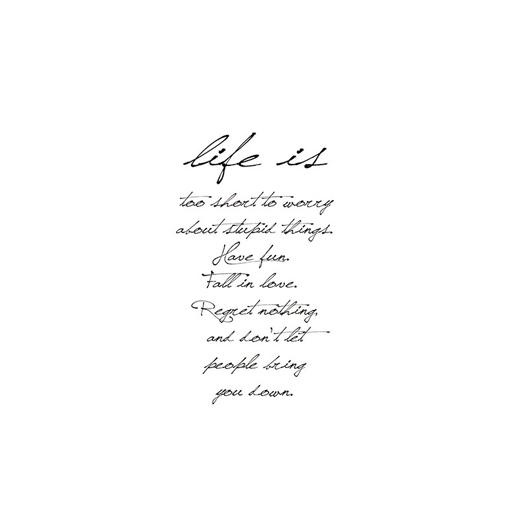 life is
too short to worry
about stupid things.
Have fun.
Fall in love.
Regret nothing,
and don't let
people bring
you down.